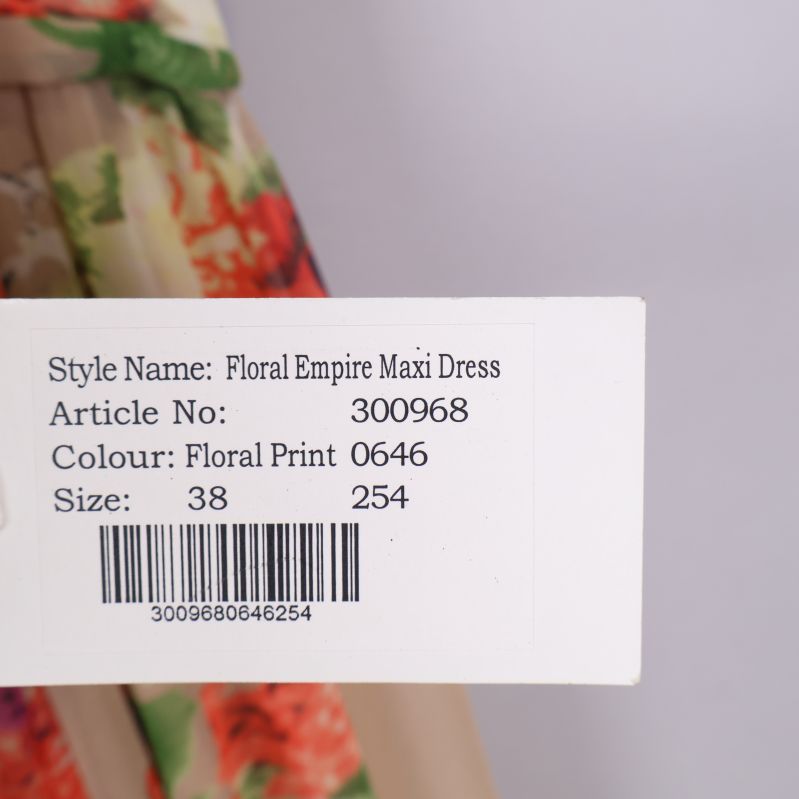 Style Name: Floral Empire Maxi Dress
Article No: 300968
Colour: Floral Print 0646
Size: 38 254
3009680646254